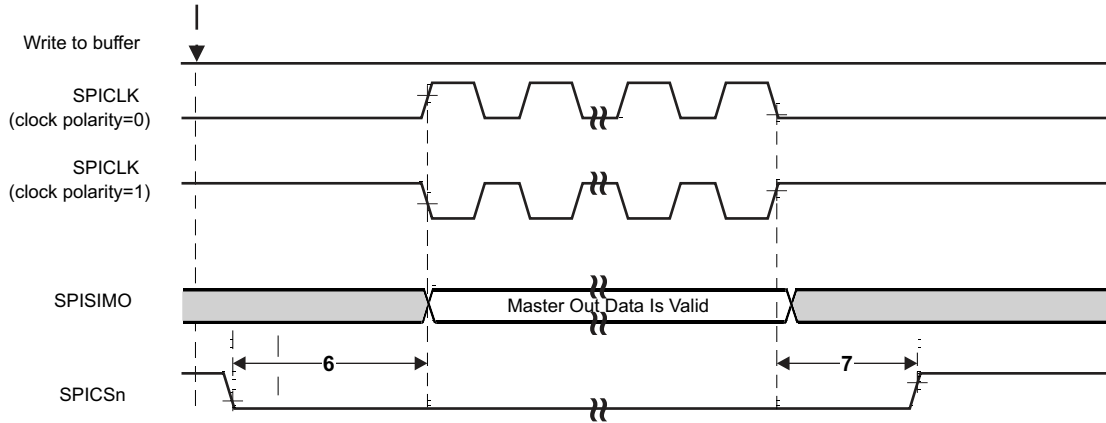 Write to buffer
SPICLK
(clock polarity=0)
SPICLK
(clock polarity=1)
SPISIMO
Master Out Data Is Valid
6
7
SPICSn